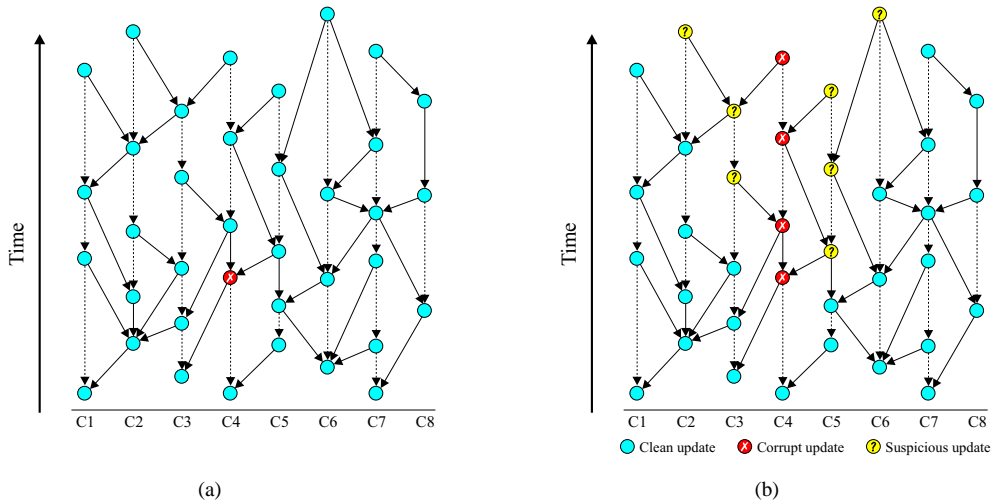 Time
✗
C1 C2 C3 C4 C5 C6 C7 C8
(a)
Time
? ? ✗
?
? ✗
? ?
✗ ?
✗
C1 C2 C3 C4 C5 C6 C7 C8
Clean update ✗ Corrupt update ? Suspicious update
(b)